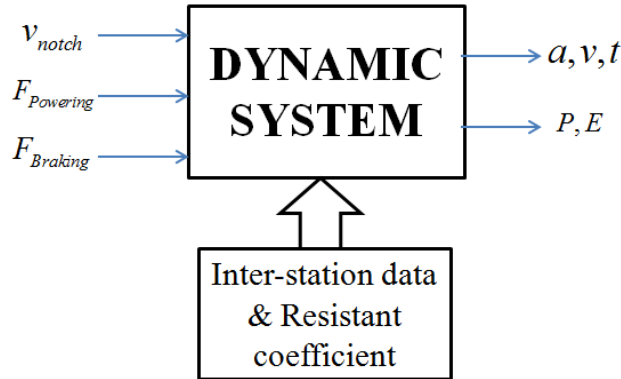 v_notch
F_Powering
F_Braking
DYNAMIC
SYSTEM
a, v, t
P, E
Inter-station data
& Resistant
coefficient